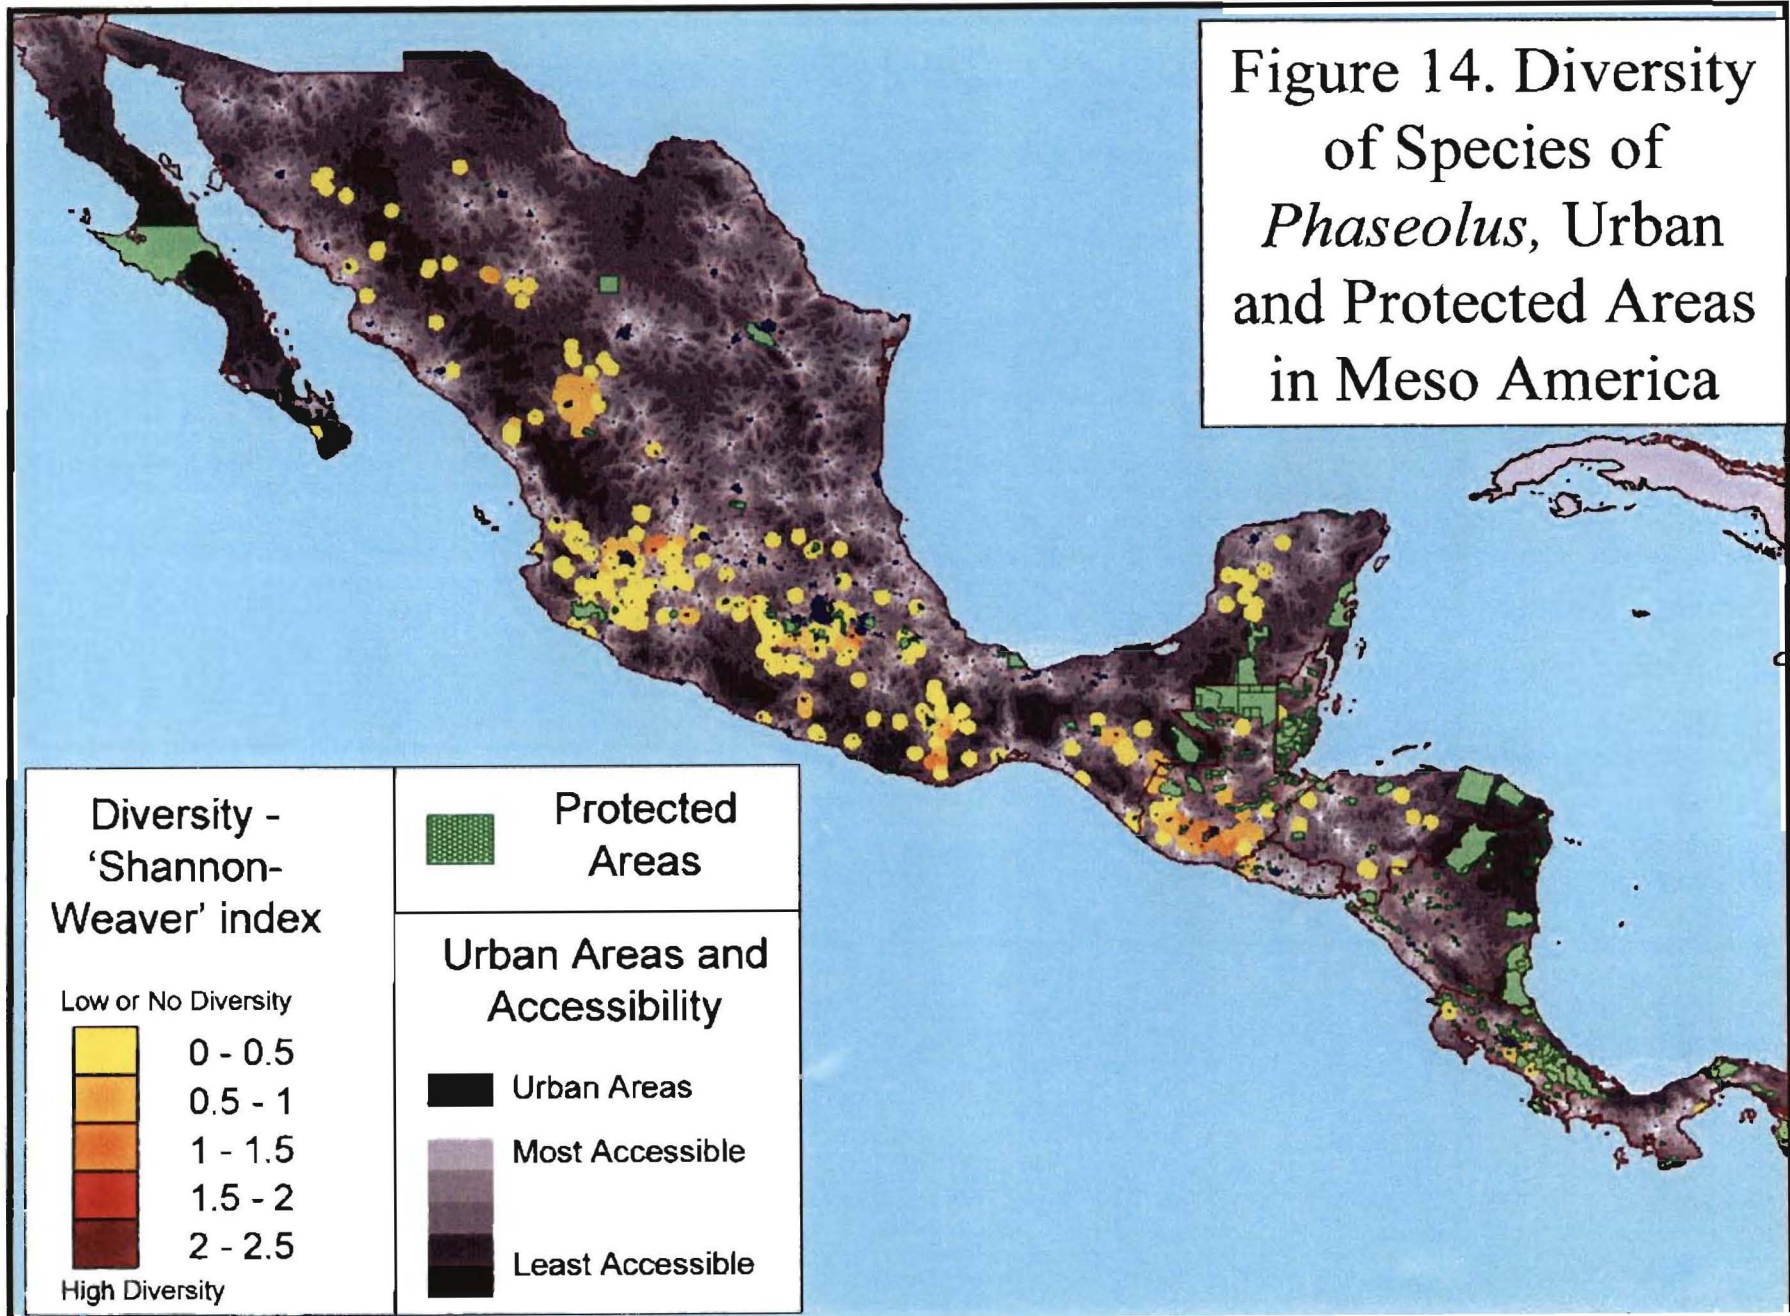 Figure 14. Diversity
of Species of
Phaseolus, Urban
and Protected Areas
in Meso America
Diversity -
‘Shannon-
Weaver’ index
Low or No Diversity
0 - 0.5
0.5 - 1
1 - 1.5
1.5 - 2
2 - 2.5
High Diversity
Protected
Areas
Urban Areas and
Accessibility
Urban Areas
Most Accessible
Least Accessible